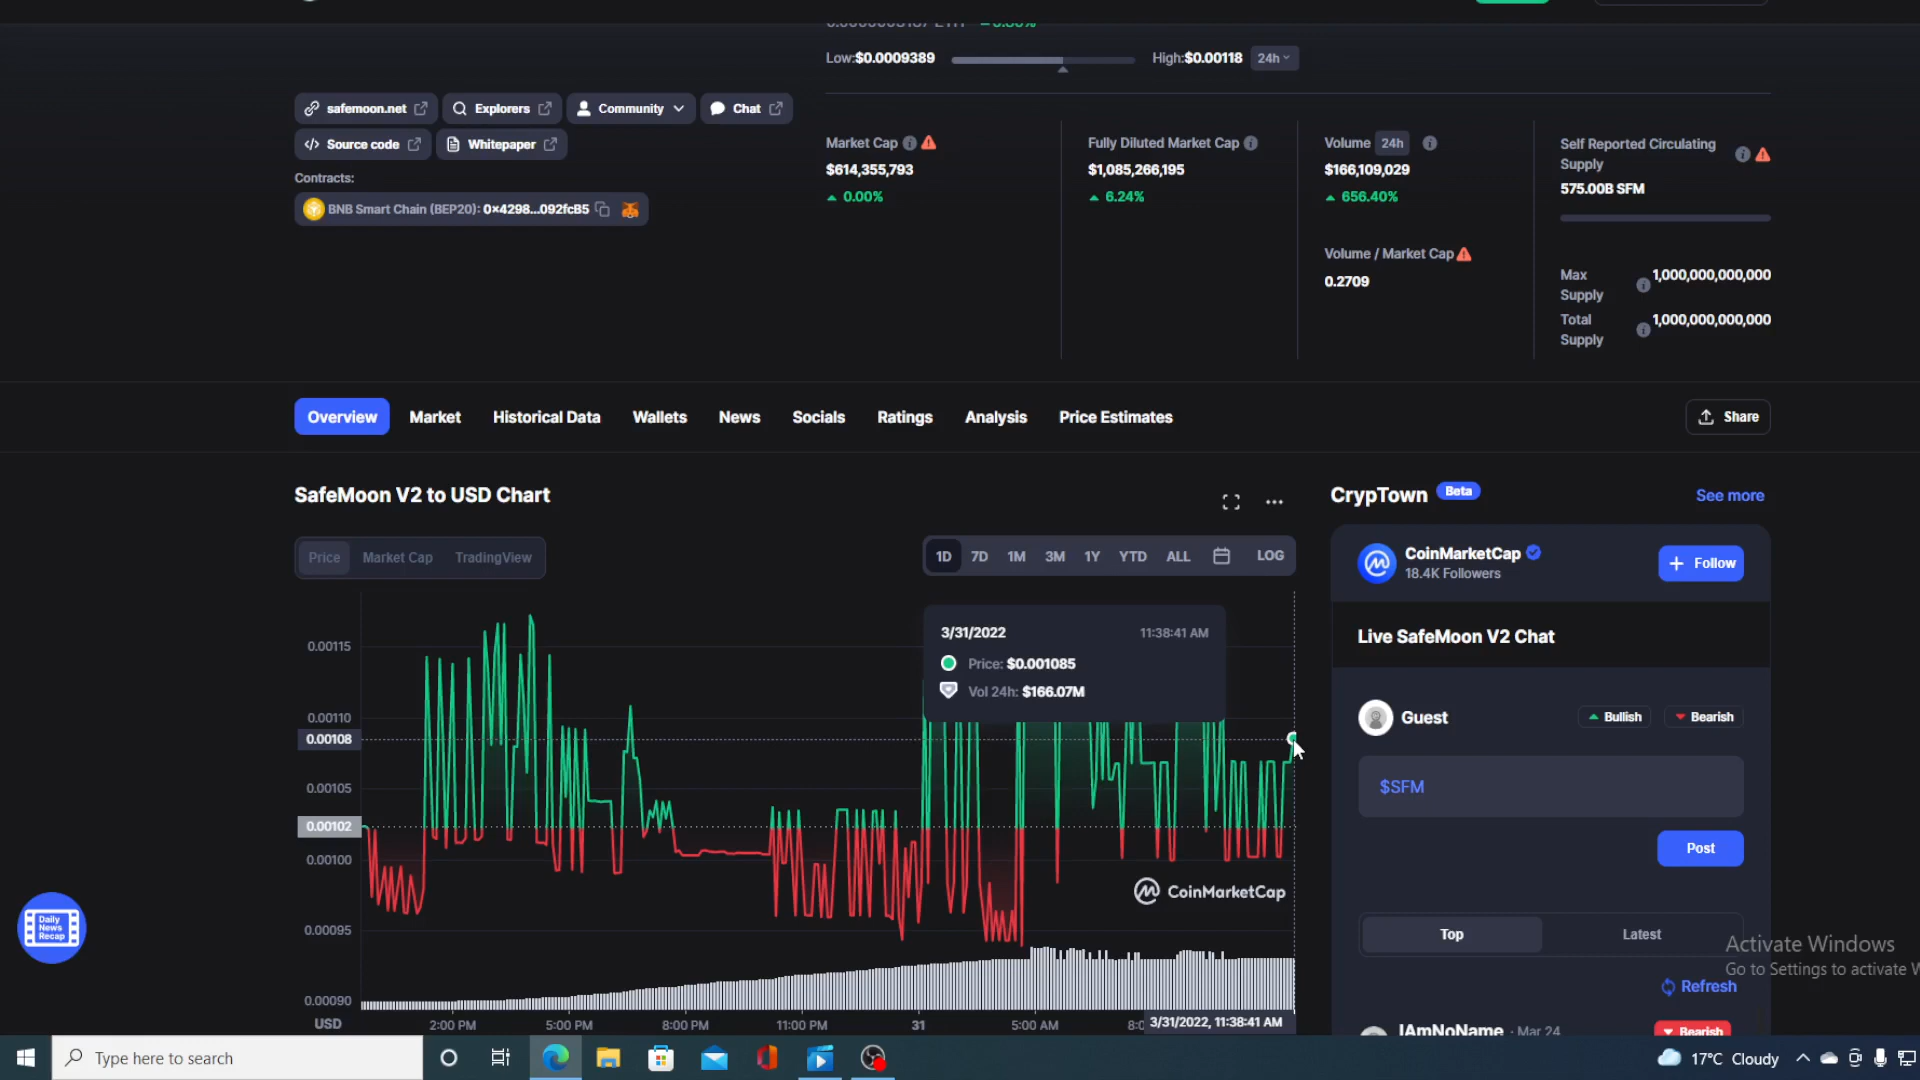 Low:$0.0009389
High:$0.00118
24h
safemoon.net
Explorers
Community
Chat
Source code
Whitepaper
Contracts:
BNB Smart Chain (BEP20): 0x4298...092fcB5
Market Cap
$614,355,793
0.00%
Fully Diluted Market Cap
$1,085,266,195
6.24%
Volume 24h
$166,109,029
656.40%
Volume / Market Cap
0.2709
Self Reported Circulating
Supply
575.00B SFM
Max
Supply
1,000,000,000,000
Total
Supply
1,000,000,000,000
Overview
Market
Historical Data
Wallets
News
Socials
Ratings
Analysis
Price Estimates
Share
SafeMoon V2 to USD Chart
Price
Market Cap
TradingView
1D
7D
1M
3M
1Y
YTD
ALL
LOG
3/31/2022
11:38:41 AM
Price: $0.001085
Vol 24h: $166.07M
0.00115
0.00110
0.00108
0.00105
0.00102
0.00100
0.00095
0.00090
CoinMarketCap
USD
2:00 PM
5:00 PM
8:00 PM
11:00 PM
31
5:00 AM
3/31/2022, 11:38:41 AM
CrypTown
Beta
See more
CoinMarketCap
18.4K Followers
+ Follow
Live SafeMoon V2 Chat
Guest
Bullish
Bearish
$SFM
Post
Top
Latest
Refresh
IAmNoName · Mar 24
Bearish
Daily
News
Recap
Activate Windows
Go to Settings to activate W
Type here to search
17°C Cloudy